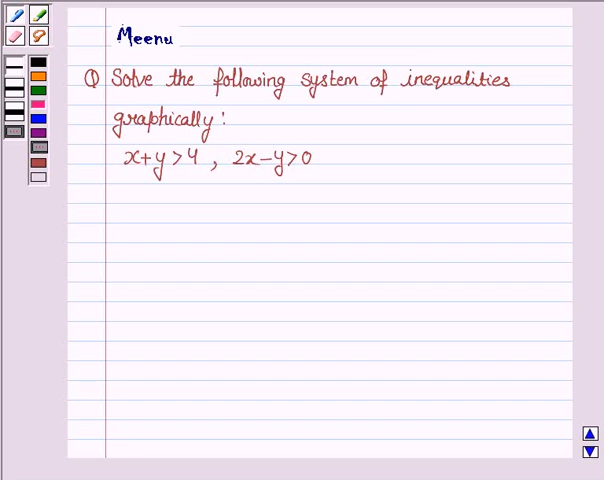 Meenu
Q Solve the following system of inequalities
graphically:
x+y>4, 2x-y>0